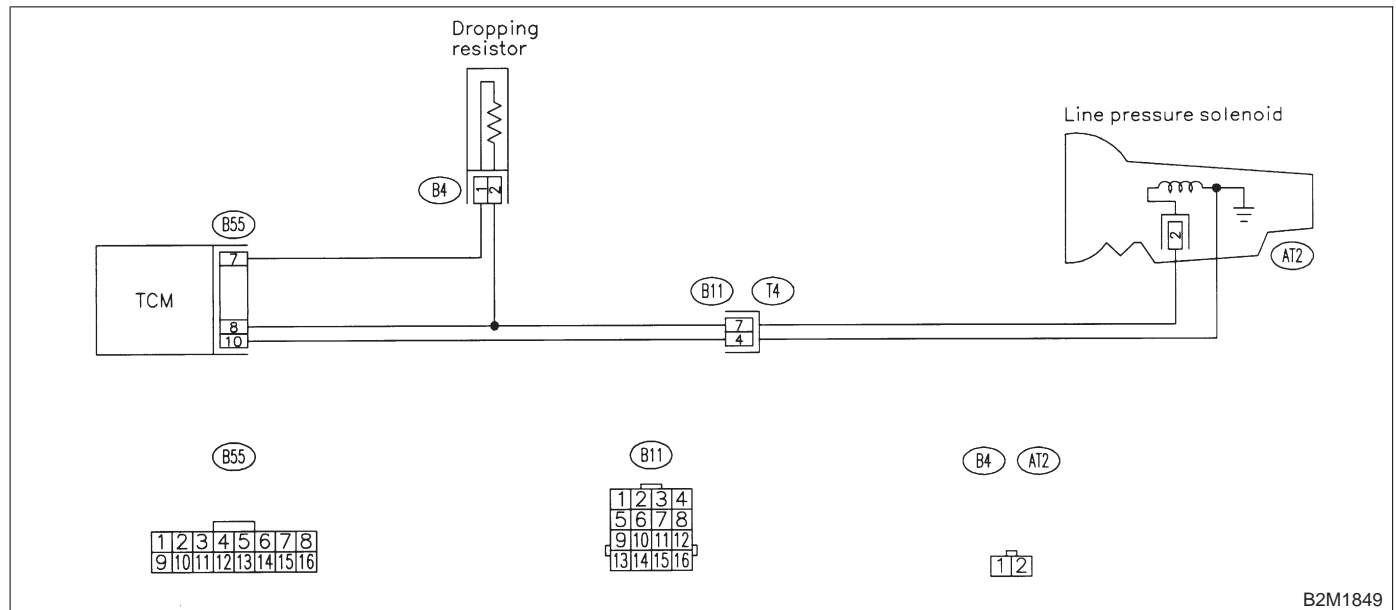 Dropping
resistor
Line pressure solenoid
B4
1
2
B55
7
TCM
8
10
B11
T4
7
4
2
AT2
B55
B11
B4
AT2
1 2 3 4 5 6 7 8
9 10 11 12 13 14 15 16
1 2 3 4
5 6 7 8
9 10 11 12
13 14 15 16
1 2
B2M1849